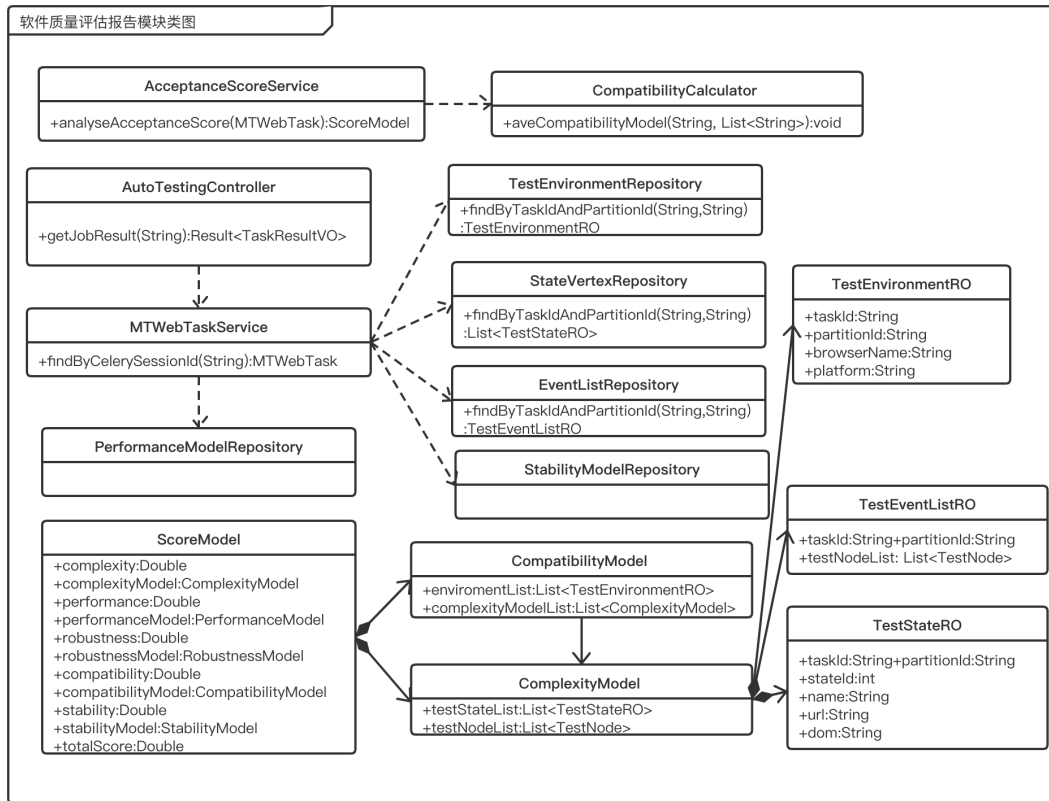 软件质量评估报告模块类图
AcceptanceScoreService
+analyseAcceptanceScore(MTWebTask):ScoreModel
CompatibilityCalculator
+aveCompatibilityModel(String, List<String>):void
AutoTestingController
+getJobResult(String):Result<TaskResultVO>
MTWebTaskService
+findByCelerySessionId(String):MTWebTask
PerformanceModelRepository
TestEnvironmentRepository
+findByTaskIdAndPartitionId(String,String)
:TestEnvironmentRO
StateVertexRepository
+findByTaskIdAndPartitionId(String,String)
:List<TestStateRO>
EventListRepository
+findByTaskIdAndPartitionId(String,String)
:TestEventListRO
StabilityModelRepository
TestEnvironmentRO
+taskId:String
+partitionId:String
+browserName:String
+platform:String
TestEventListRO
+taskId:String+partitionId:String
+testNodeList: List<TestNode>
TestStateRO
+taskId:String+partitionId:String
+stateId:int
+name:String
+url:String
+dom:String
ScoreModel
+complexity:Double
+complexityModel:ComplexityModel
+performance:Double
+performanceModel:PerformanceModel
+robustness:Double
+robustnessModel:RobustnessModel
+compatibility:Double
+compatibilityModel:CompatibilityModel
+stability:Double
+stabilityModel:StabilityModel
+totalScore:Double
CompatibilityModel
+enviromentList:List<TestEnvironmentRO>
+complexityModelList:List<ComplexityModel>
ComplexityModel
+testStateList:List<TestStateRO>
+testNodeList:List<TestNode>